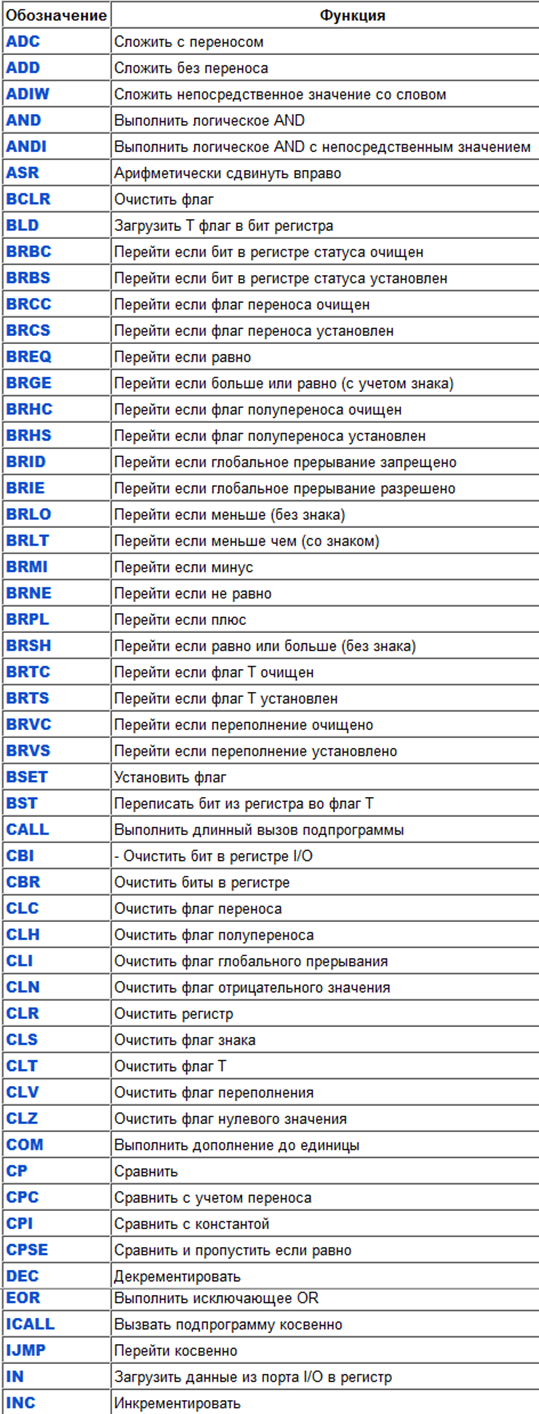 Обозначение Функция
ADC Сложить с переносом
ADD Сложить без переноса
ADIW Сложить непосредственное значение со словом
AND Выполнить логическое AND
ANDI Выполнить логическое AND с непосредственным значением
ASR Арифметически сдвинуть вправо
BCLR Очистить флаг
BLD Загрузить T флаг в бит регистра
BRBC Перейти если бит в регистре статуса очищен
BRBS Перейти если бит в регистре статуса установлен
BRCC Перейти если флаг переноса очищен
BRCS Перейти если флаг переноса установлен
BREQ Перейти если равно
BRGE Перейти если больше или равно (с учетом знака)
BRHC Перейти если флаг полупереноса очищен
BRHS Перейти если флаг полупереноса установлен
BRID Перейти если глобальное прерывание запрещено
BRIE Перейти если глобальное прерывание разрешено
BRLO Перейти если меньше (без знака)
BRLT Перейти если меньше чем (со знаком)
BRMI Перейти если минус
BRNE Перейти если не равно
BRPL Перейти если плюс
BRSH Перейти если равно или больше (без знака)
BRTC Перейти если флаг T очищен
BRTS Перейти если флаг T установлен
BRVC Перейти если переполнение очищено
BRVS Перейти если переполнение установлено
BSET Установить флаг
BST Переписать бит из регистра во флаг T
CALL Выполнить длинный вызов подпрограммы
CBI - Очистить бит в регистре I/O
CBR Очистить биты в регистре
CLC Очистить флаг переноса
CLH Очистить флаг полупереноса
CLI Очистить флаг глобального прерывания
CLN Очистить флаг отрицательного значения
CLR Очистить регистр
CLS Очистить флаг знака
CLT Очистить флаг T
CLV Очистить флаг переполнения
CLZ Очистить флаг нулевого значения
COM Выполнить дополнение до единицы
CP Сравнить
CPC Сравнить с учетом переноса
CPI Сравнить с константой
CPSE Сравнить и пропустить если равно
DEC Декрементировать
EOR Выполнить исключающее OR
ICALL Вызвать подпрограмму косвенно
IJMP Перейти косвенно
IN Загрузить данные из порта I/O в регистр
INC Инкрементировать